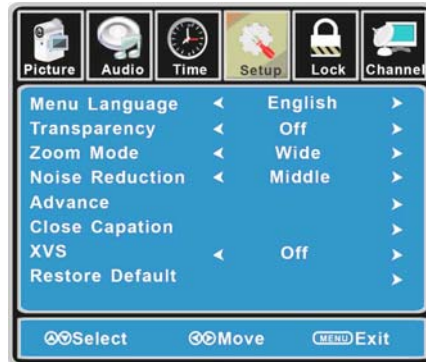 Picture Audio Time Setup Lock Channel
Menu Language English
Transparency Off
Zoom Mode Wide
Noise Reduction Middle
Advance
Close Capation
XVS Off
Restore Default
Select Move MENU Exit